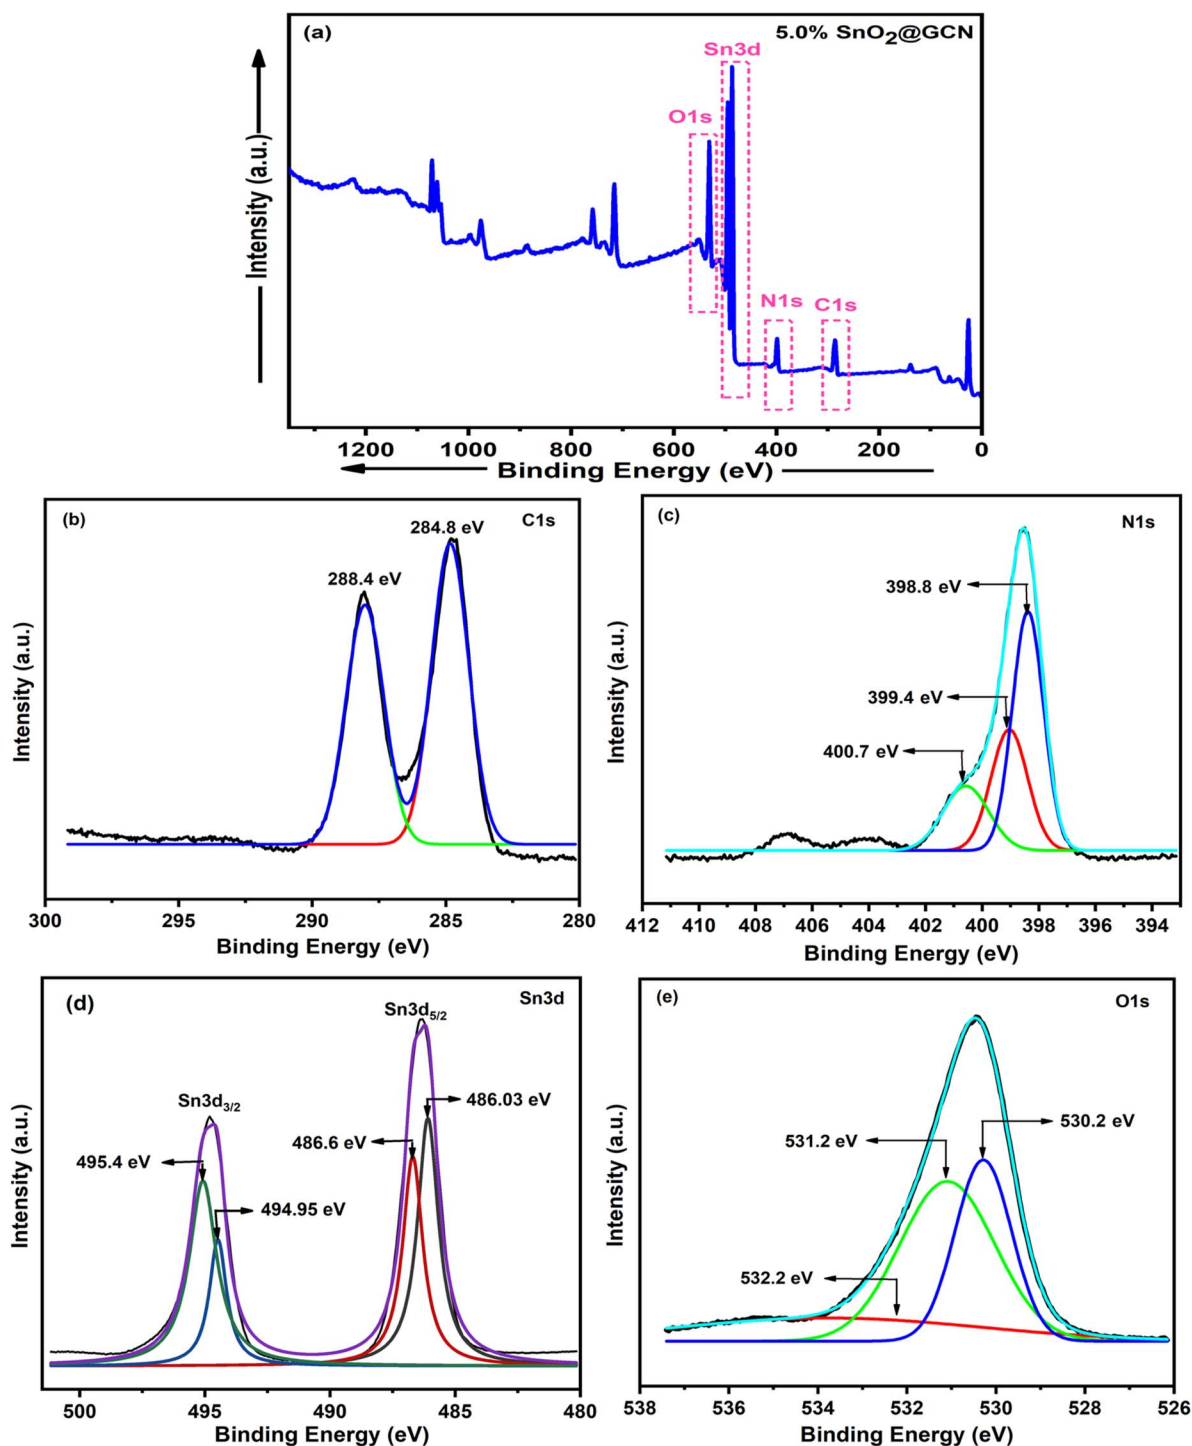 (a)
5.0% SnO2@GCN
Sn3d
O1s
N1s
C1s
Intensity (a.u.)
1200 1000 800 600 400 200 0
Binding Energy (eV)
(b)
C1s
284.8 eV
288.4 eV
Intensity (a.u.)
300 295 290 285 280
Binding Energy (eV)
(c)
N1s
398.8 eV
399.4 eV
400.7 eV
Intensity (a.u.)
412 410 408 406 404 402 400 398 396 394
Binding Energy (eV)
(d)
Sn3d
Sn3d5/2
Sn3d3/2
486.03 eV
486.6 eV
495.4 eV
494.95 eV
Intensity (a.u.)
500 495 490 485 480
Binding Energy (eV)
(e)
O1s
530.2 eV
531.2 eV
532.2 eV
Intensity (a.u.)
538 536 534 532 530 528 526
Binding Energy (eV)